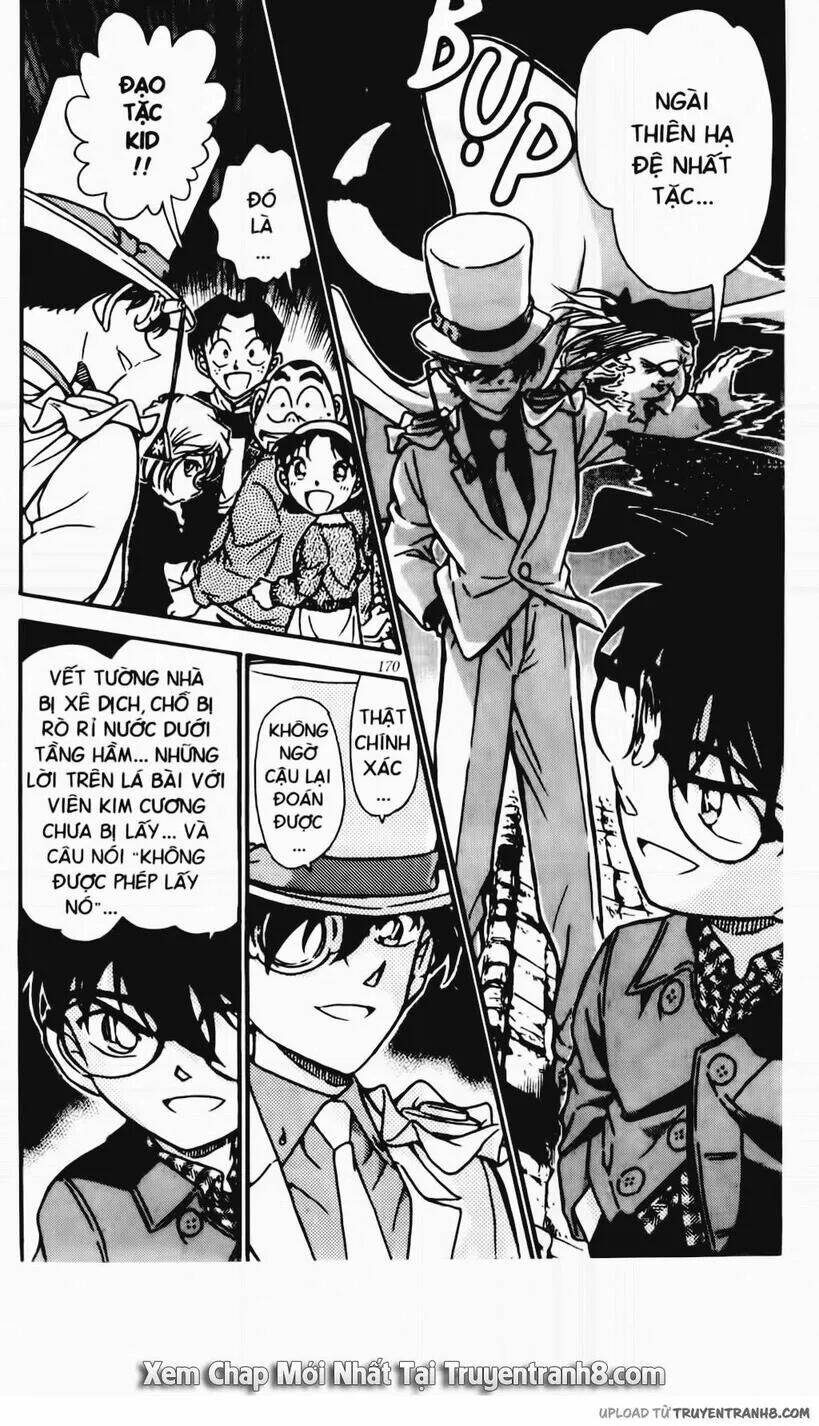 NGÀI
THIÊN HẠ
ĐỆ NHẤT
TẶC...
BỤP
ĐẠO
TẶC
KID
!!
ĐÓ
LÀ
...
170
THẬT
CHÍNH
XÁC
...
KHÔNG
NGỜ
CẬU LẠI
ĐOÁN
ĐƯỢC
...
VẾT TƯỜNG NHÀ
BỊ XÊ DỊCH, CHỖ BỊ
RÒ RỈ NƯỚC DƯỚI
TẦNG HẦM... NHỮNG
LỜI TRÊN LÁ BÀI VỚI
VIÊN KIM CƯƠNG
CHƯA BỊ LẤY... VÀ
CÂU NÓI "KHÔNG
ĐƯỢC PHÉP LẤY
NÓ"...
Xem Chap Mới Nhất Tại Truyentranh8.com
UPLOAD TỪ TRUYENTRANH8.COM